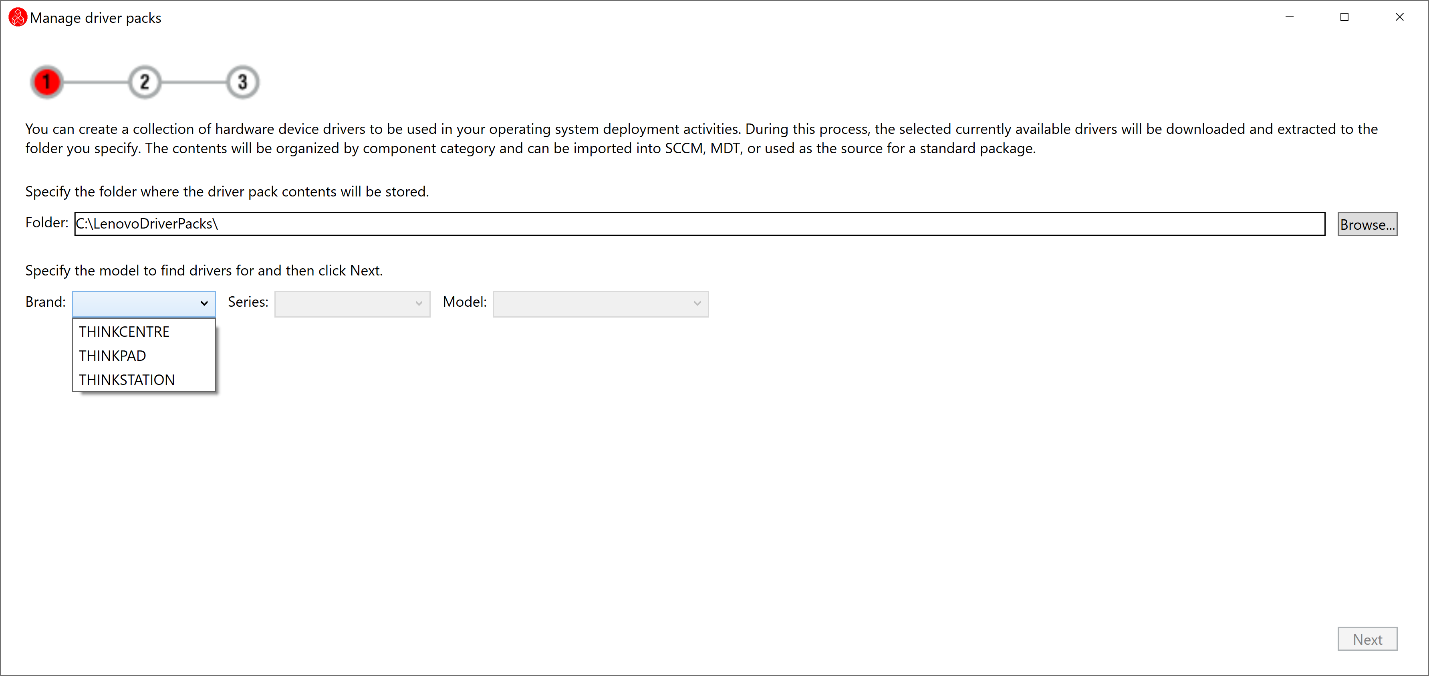 Manage driver packs
1 2 3
You can create a collection of hardware device drivers to be used in your operating system deployment activities. During this process, the selected currently available drivers will be downloaded and extracted to the
folder you specify. The contents will be organized by component category and can be imported into SCCM, MDT, or used as the source for a standard package.
Specify the folder where the driver pack contents will be stored.
Folder: C:\LenovoDriverPacks\ Browse...
Specify the model to find drivers for and then click Next.
Brand: Series: Model:
THINKCENTRE
THINKPAD
THINKSTATION
Next